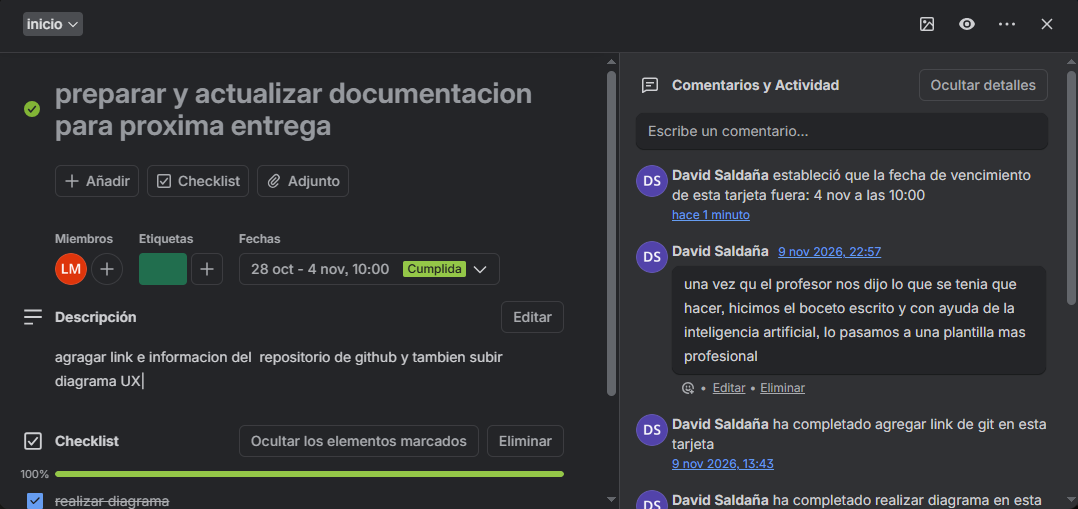 inicio
preparar y actualizar documentacion
para proxima entrega
Añadir
Checklist
Adjunto
Miembros
Etiquetas
Fechas
LM
28 oct - 4 nov, 10:00
Cumplida
Descripción
Editar
agragar link e informacion del  repositorio de github y tambien subir
diagrama UX
Checklist
Ocultar los elementos marcados
Eliminar
100%
realizar diagrama
Comentarios y Actividad
Ocultar detalles
Escribe un comentario...
DS
David Saldaña estableció que la fecha de vencimiento
de esta tarjeta fuera: 4 nov a las 10:00
hace 1 minuto
DS
David Saldaña 9 nov 2026, 22:57
una vez qu el profesor nos dijo lo que se tenia que
hacer, hicimos el boceto escrito y con ayuda de la
inteligencia artificial, lo pasamos a una plantilla mas
profesional
• Editar • Eliminar
DS
David Saldaña ha completado agregar link de git en esta
tarjeta
9 nov 2026, 13:43
DS
David Saldaña ha completado realizar diagrama en esta